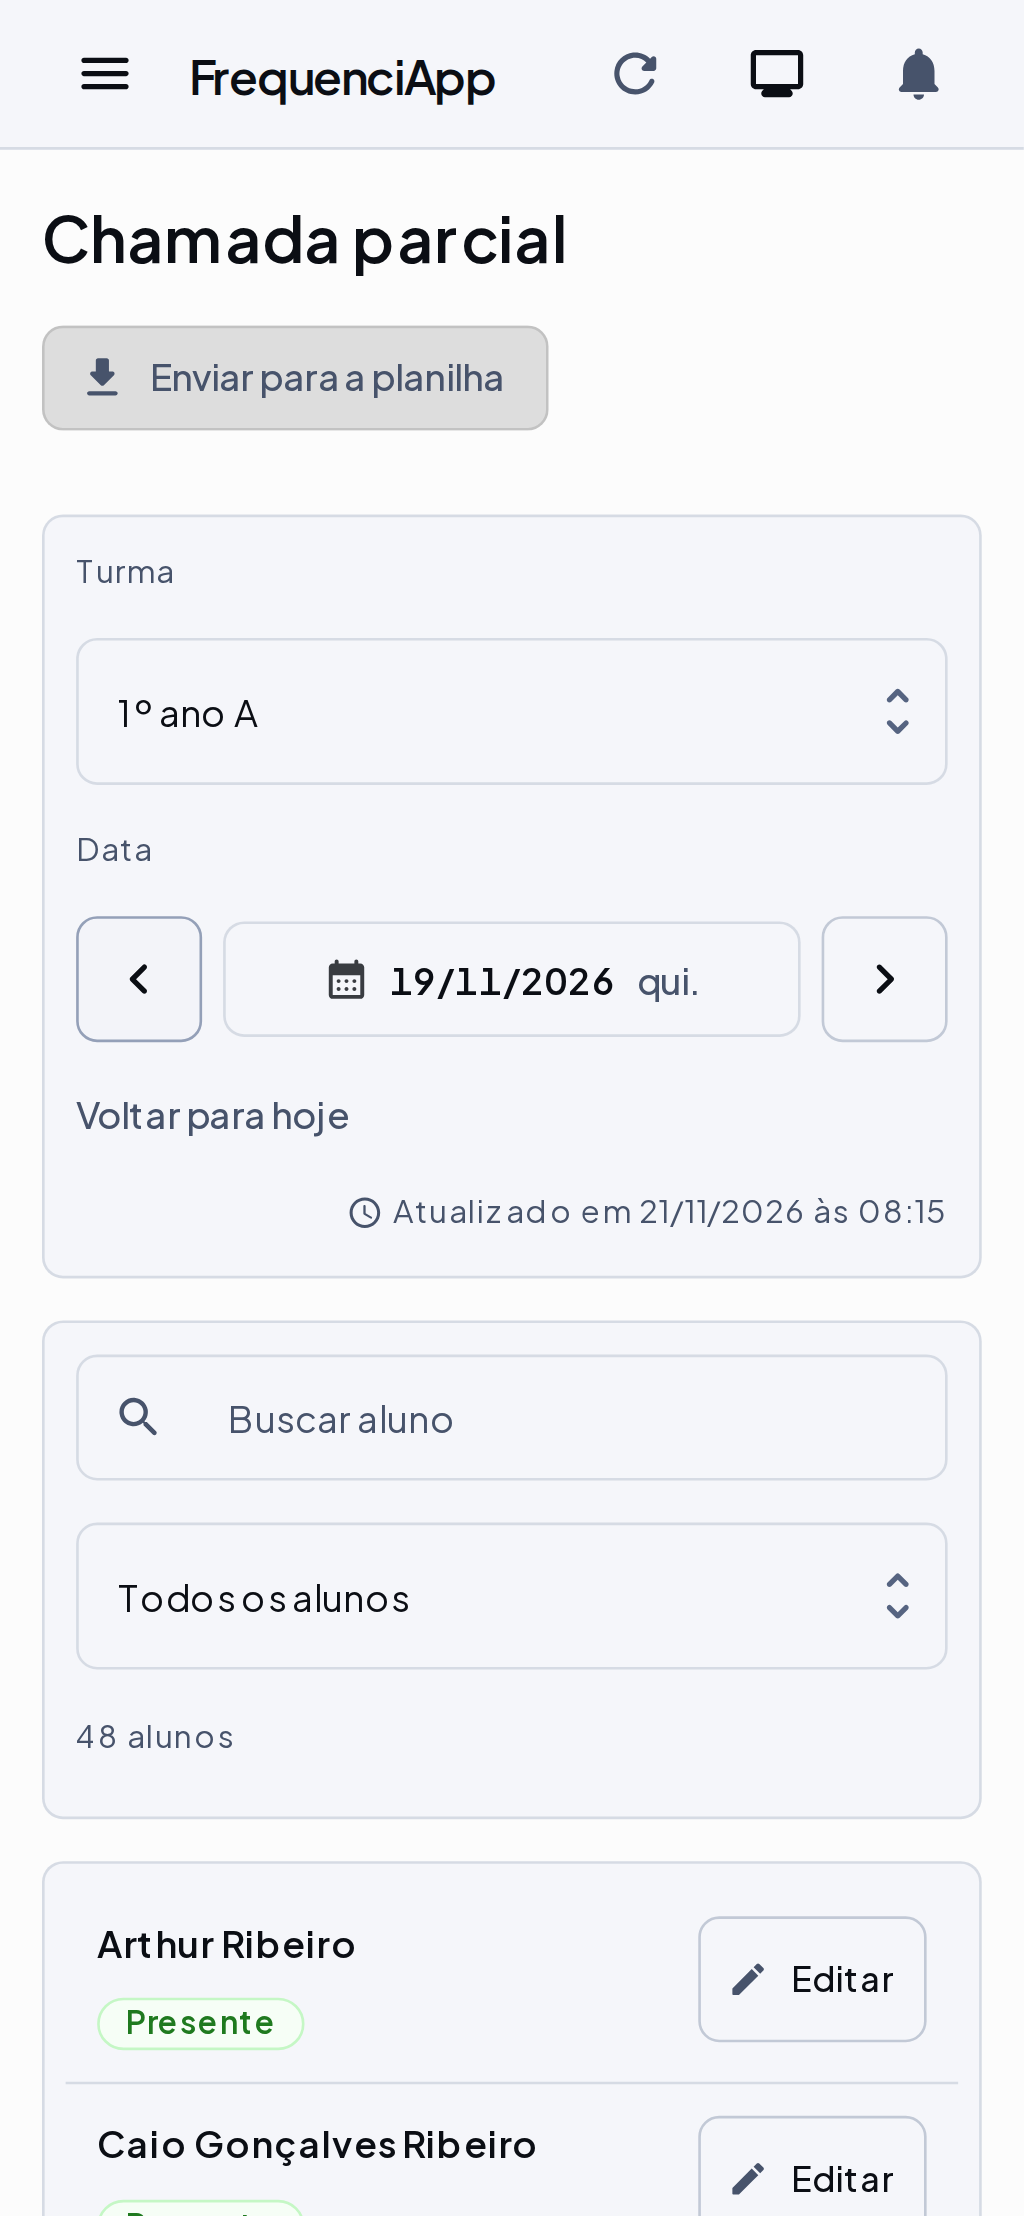 FrequenciApp
Chamada parcial
Enviar para a planilha
Turma
1º ano A
Data
19/11/2026 qui.
Voltar para hoje
Atualizado em 21/11/2026 às 08:15
Buscar aluno
Todos os alunos
48 alunos
Arthur Ribeiro
Editar
Presente
Caio Gonçalves Ribeiro
Editar